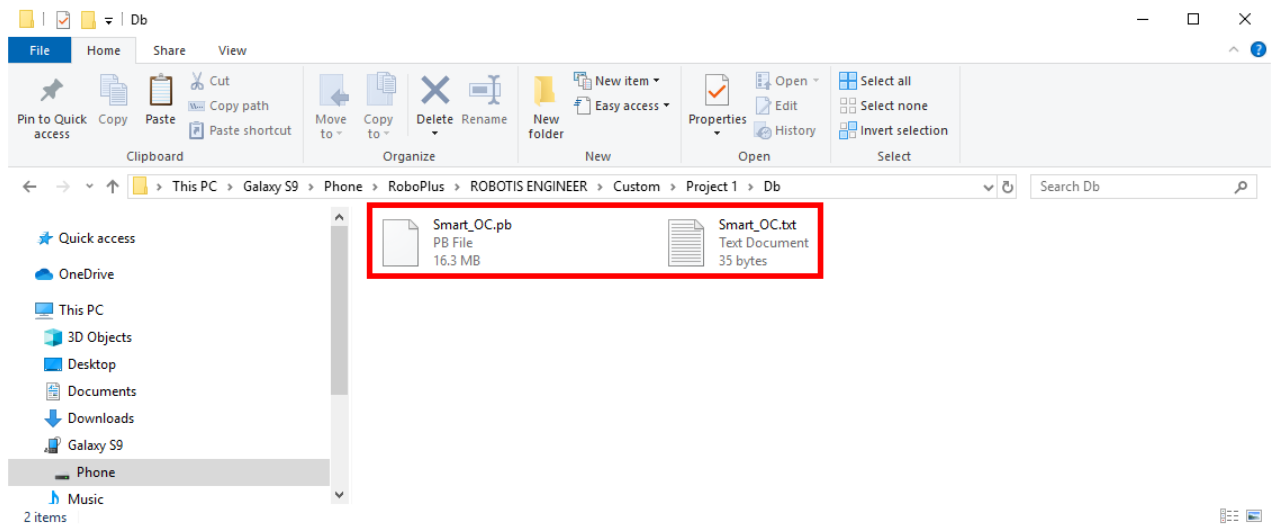 Db
File Home Share View
Pin to Quick access
Copy
Paste
Cut
Copy path
Paste shortcut
Clipboard
Move to
Copy to
Delete
Rename
Organize
New folder
New item
Easy access
New
Properties
Open
Edit
History
Open
Select all
Select none
Invert selection
Select
This PC > Galaxy S9 > Phone > RoboPlus > ROBOTIS ENGINEER > Custom > Project 1 > Db
Search Db
Quick access
OneDrive
This PC
3D Objects
Desktop
Documents
Downloads
Galaxy S9
Phone
Music
Smart_OC.pb
PB File
16.3 MB
Smart_OC.txt
Text Document
35 bytes
2 items